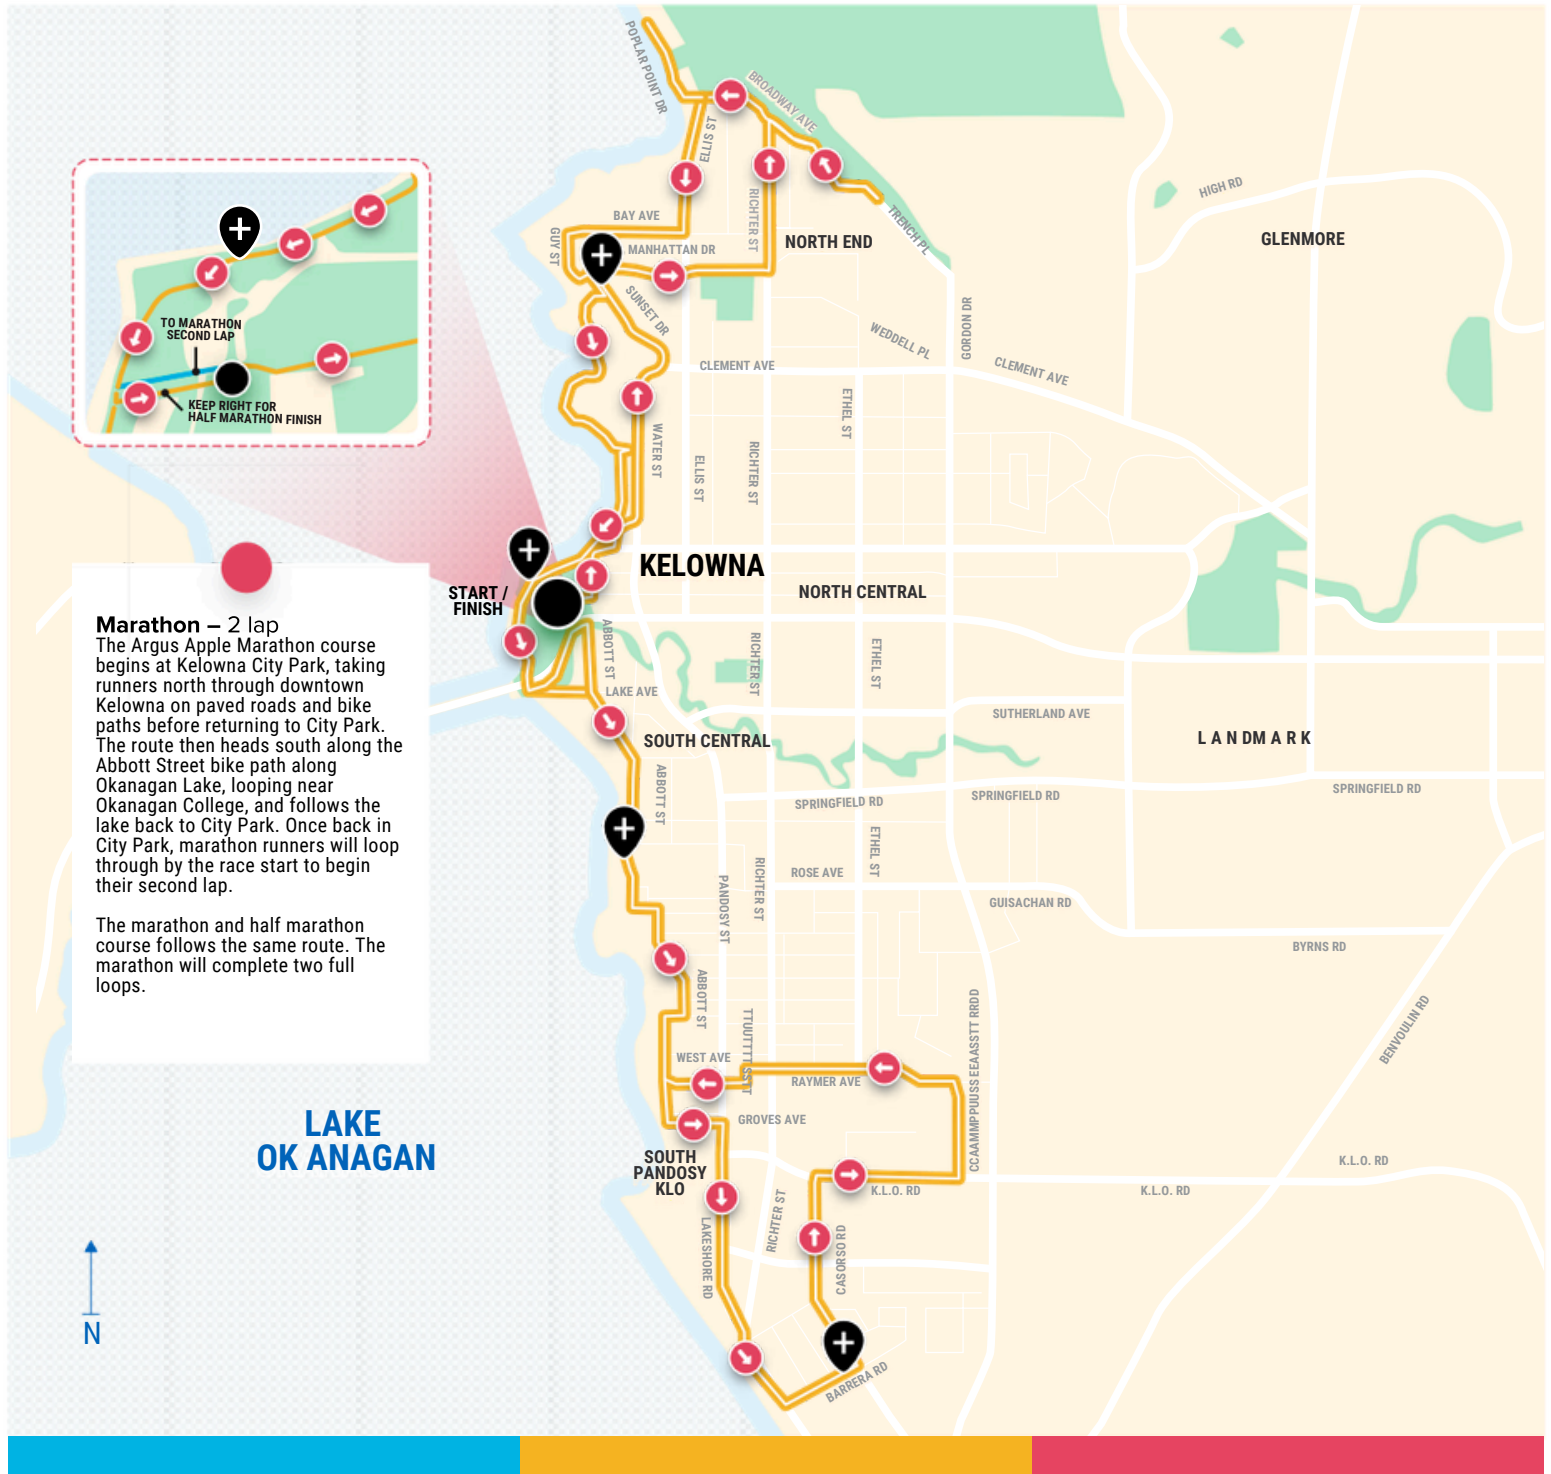 POPLAR POINT DR
BROADWAY AVE
ELLIS ST
RICHTER ST
BAY AVE
GUY ST
MANHATTAN DR
NORTH END
TRENCH PL
HIGH RD
GLENMORE
SUNSET DR
WEDDELL PL
GORDON DR
CLEMENT AVE
CLEMENT AVE
ETHEL ST
WATER ST
ELLIS ST
RICHTER ST
TO MARATHON
SECOND LAP
KEEP RIGHT FOR
HALF MARATHON FINISH
KELOWNA
START /
FINISH
NORTH CENTRAL
ABBOTT ST
RICHTER ST
ETHEL ST
LAKE AVE
SUTHERLAND AVE
SOUTH CENTRAL
LANDMARK
ABBOTT ST
SPRINGFIELD RD
SPRINGFIELD RD
SPRINGFIELD RD
ETHEL ST
ROSE AVE
PANDOSY ST
RICHTER ST
GUISACHAN RD
BYRNS RD
Marathon – 2 lap
The Argus Apple Marathon course
begins at Kelowna City Park, taking
runners north through downtown
Kelowna on paved roads and bike
paths before returning to City Park.
The route then heads south along the
Abbott Street bike path along
Okanagan Lake, looping near
Okanagan College, and follows the
lake back to City Park. Once back in
City Park, marathon runners will loop
through by the race start to begin
their second lap.
The marathon and half marathon
course follows the same route. The
marathon will complete two full
loops.
ABBOTT ST
TTUUTTTT SSTT
CCAAMMPPUUSS EEAASSTT RRDD
BENVOULIN RD
WEST AVE
RAYMER AVE
GROVES AVE
LAKE
OK ANAGAN
SOUTH
PANDOSY
KLO
K.L.O. RD
K.L.O. RD
K.L.O. RD
LAKESHORE RD
RICHTER ST
CASORSO RD
BARRERA RD
N